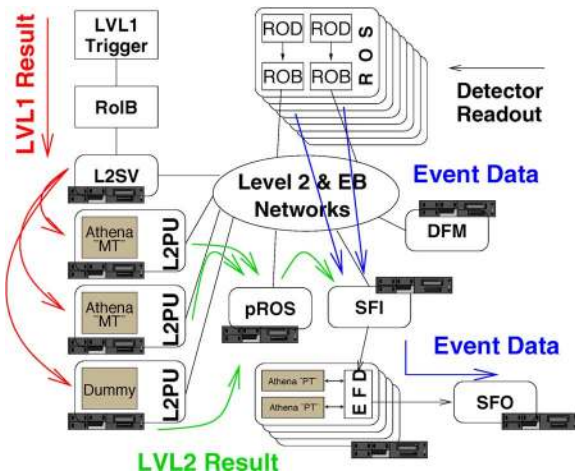 LVL1
Trigger
RoIB
L2SV
LVL1 Result
ROD
ROD
ROB
ROB
ROS
Detector
Readout
Level 2 & EB
Networks
Event Data
DFM
Athena
"MT"
L2PU
Athena
"MT"
L2PU
Dummy
L2PU
pROS
SFI
Event Data
Athena "PT"
Athena "PT"
EFD
SFO
LVL2 Result